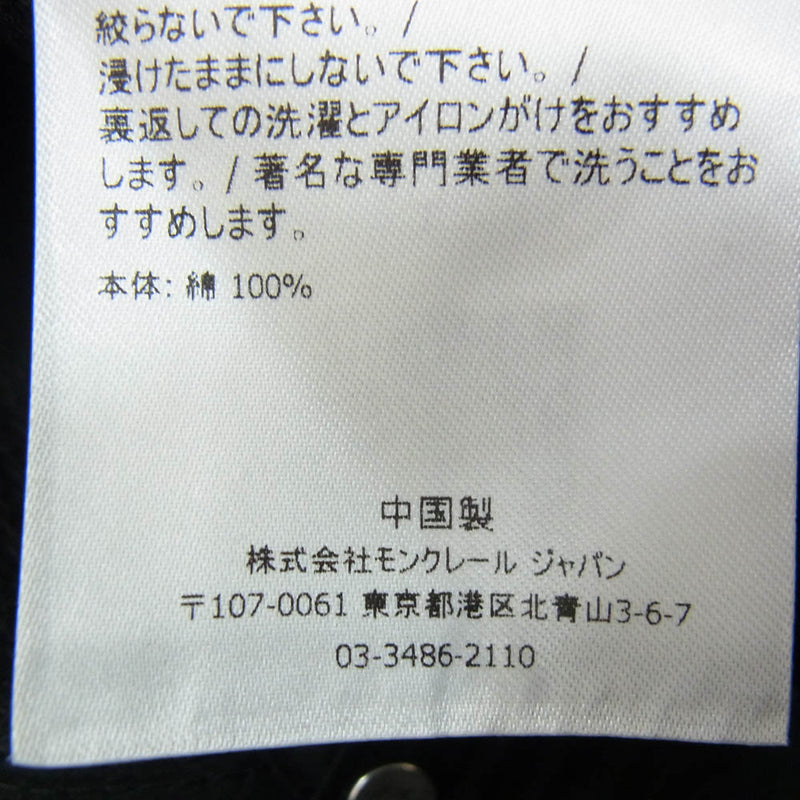 絞らないで下さい。/
浸けたままにしないで下さい。/
裏返しての洗濯とアイロンがけをおすすめ
します。/ 著名な専門業者で洗うことをお
すすめします。
本体: 綿 100%
中国製
株式会社モンクレール ジャパン
〒107-0061 東京都港区北青山3-6-7
03-3486-2110